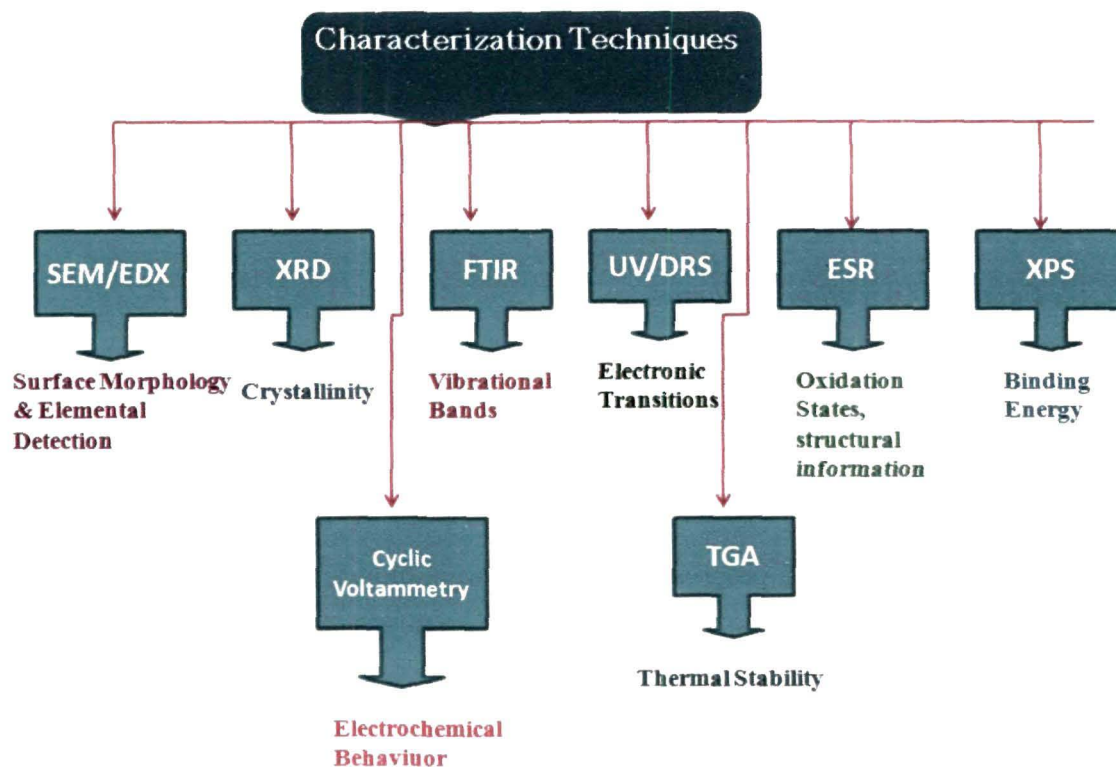 Characterization Techniques
SEM/EDX
XRD
FTIR
UV/DRS
ESR
XPS
Surface Morphology
& Elemental
Detection
Crystallinity
Vibrational
Bands
Electronic
Transitions
Oxidation
States,
structural
information
Binding
Energy
Cyclic
Voltammetry
TGA
Electrochemical
Behaviuor
Thermal Stability